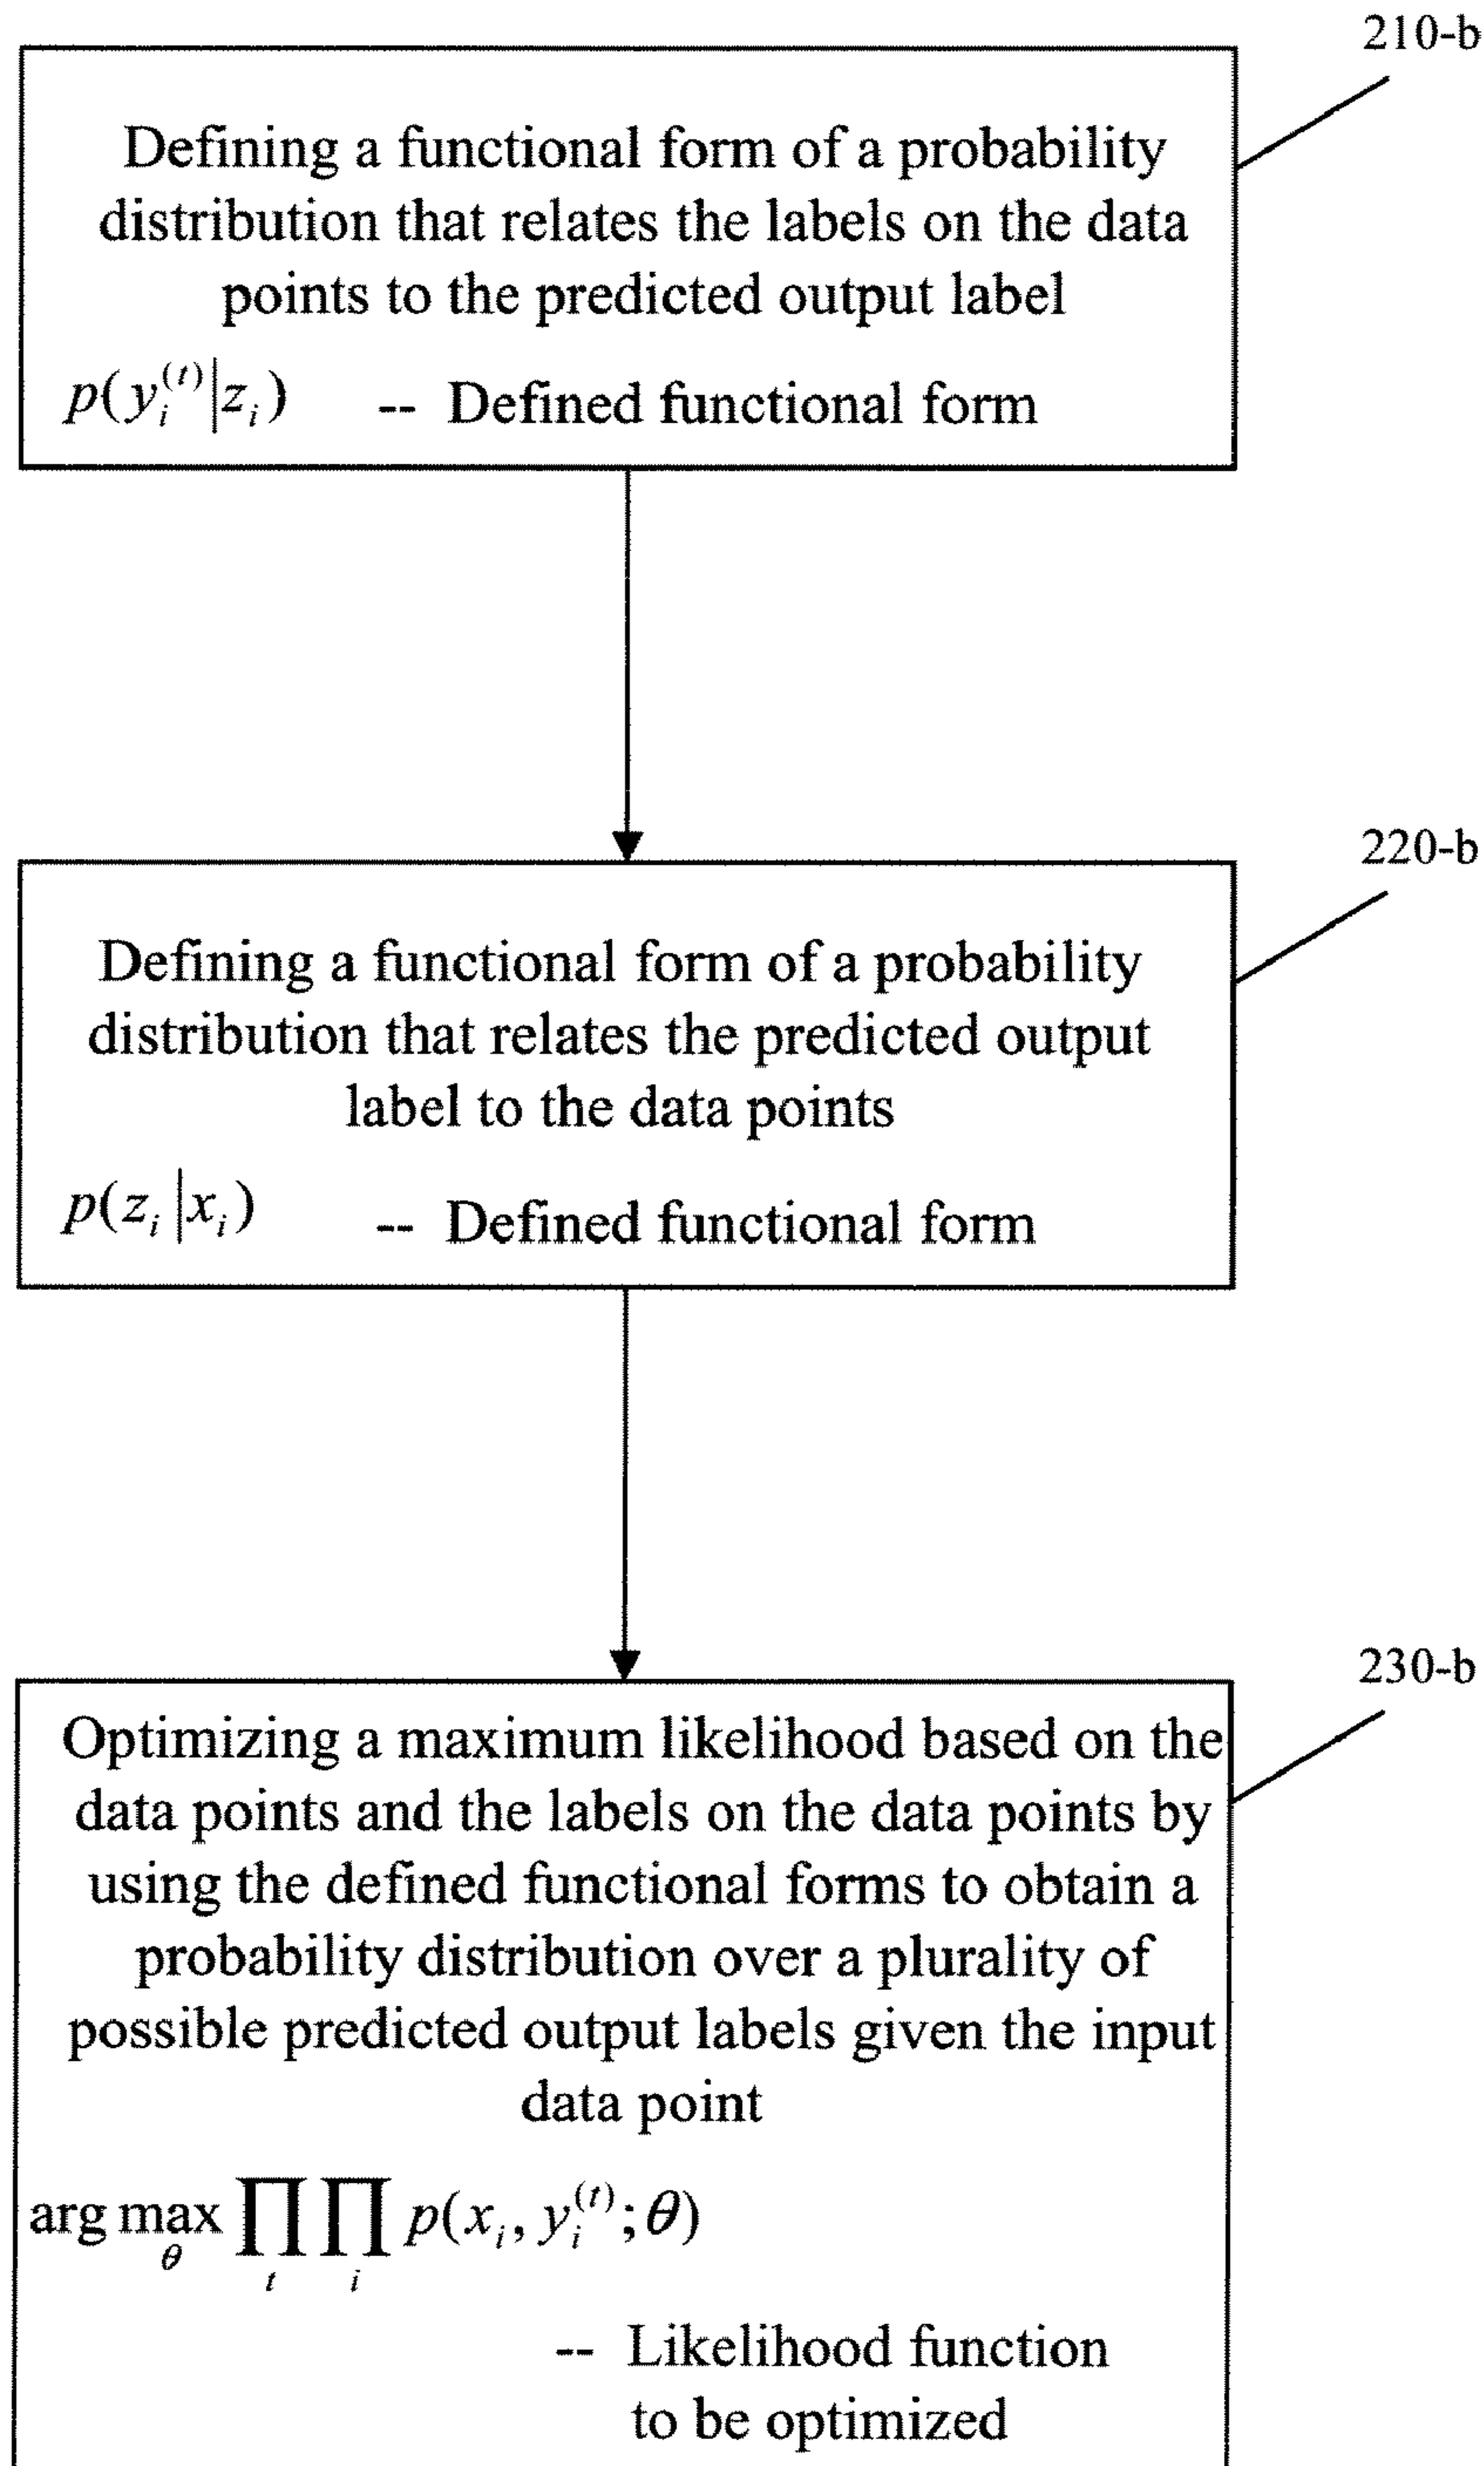 210-b
Defining a functional form of a probability
distribution that relates the labels on the data
points to the predicted output label
p(y_i^{(t)}|z_i) -- Defined functional form
220-b
Defining a functional form of a probability
distribution that relates the predicted output
label to the data points
p(z_i|x_i) -- Defined functional form
230-b
Optimizing a maximum likelihood based on the
data points and the labels on the data points by
using the defined functional forms to obtain a
probability distribution over a plurality of
possible predicted output labels given the input
data point
arg max_θ ∏_t ∏_i p(x_i, y_i^{(t)}; θ)
-- Likelihood function
to be optimized